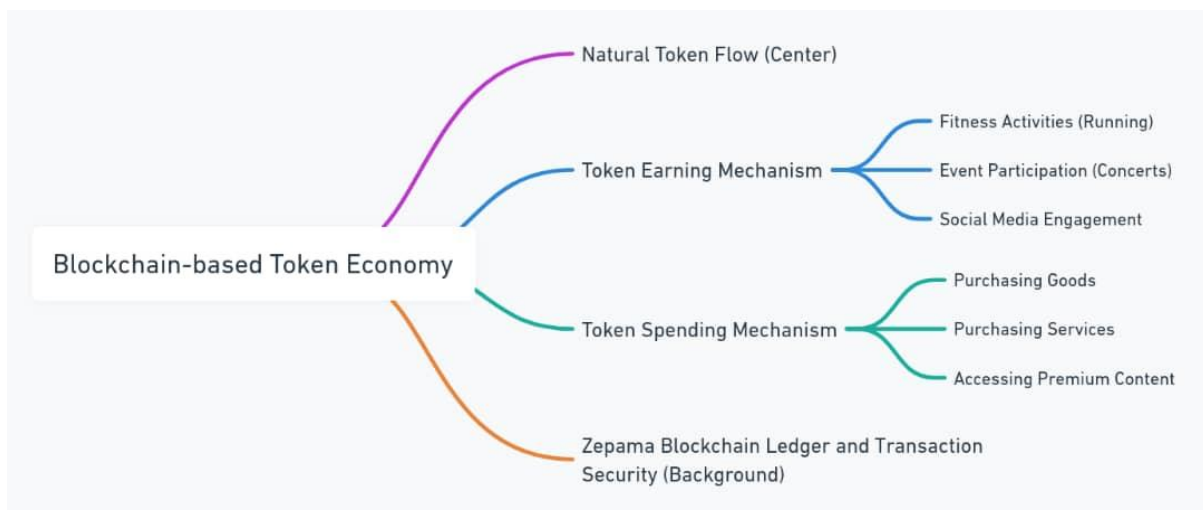 Blockchain-based Token Economy
Natural Token Flow (Center)
Token Earning Mechanism
Fitness Activities (Running)
Event Participation (Concerts)
Social Media Engagement
Token Spending Mechanism
Purchasing Goods
Purchasing Services
Accessing Premium Content
Zepama Blockchain Ledger and Transaction
Security (Background)